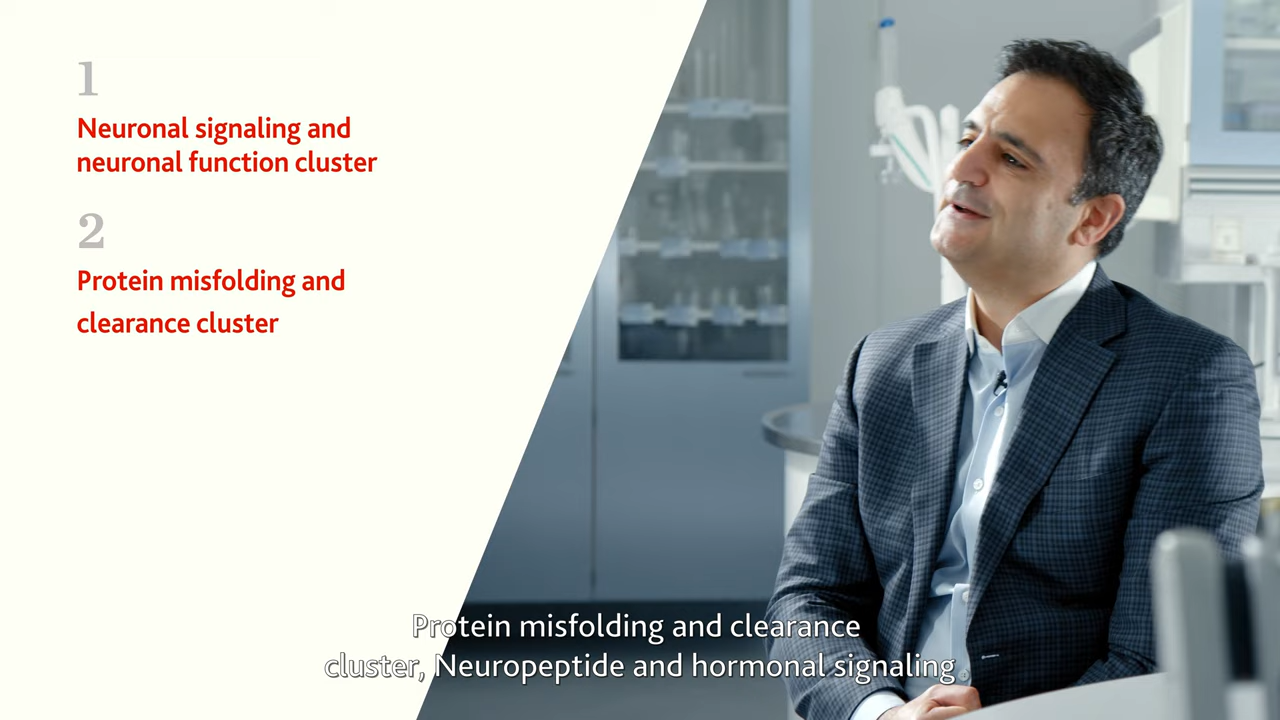 1
Neuronal signaling and
neuronal function cluster
2
Protein misfolding and
clearance cluster
Protein misfolding and clearance
cluster, Neuropeptide and hormonal signaling